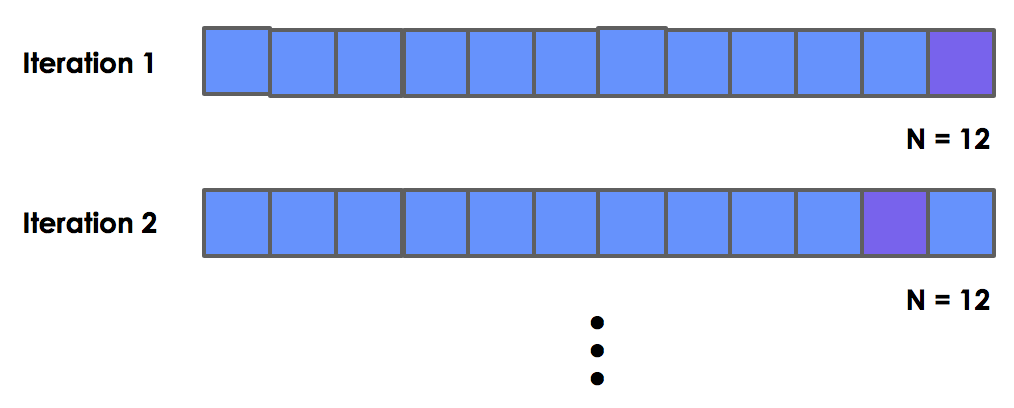 Iteration 1
N = 12
Iteration 2
N = 12